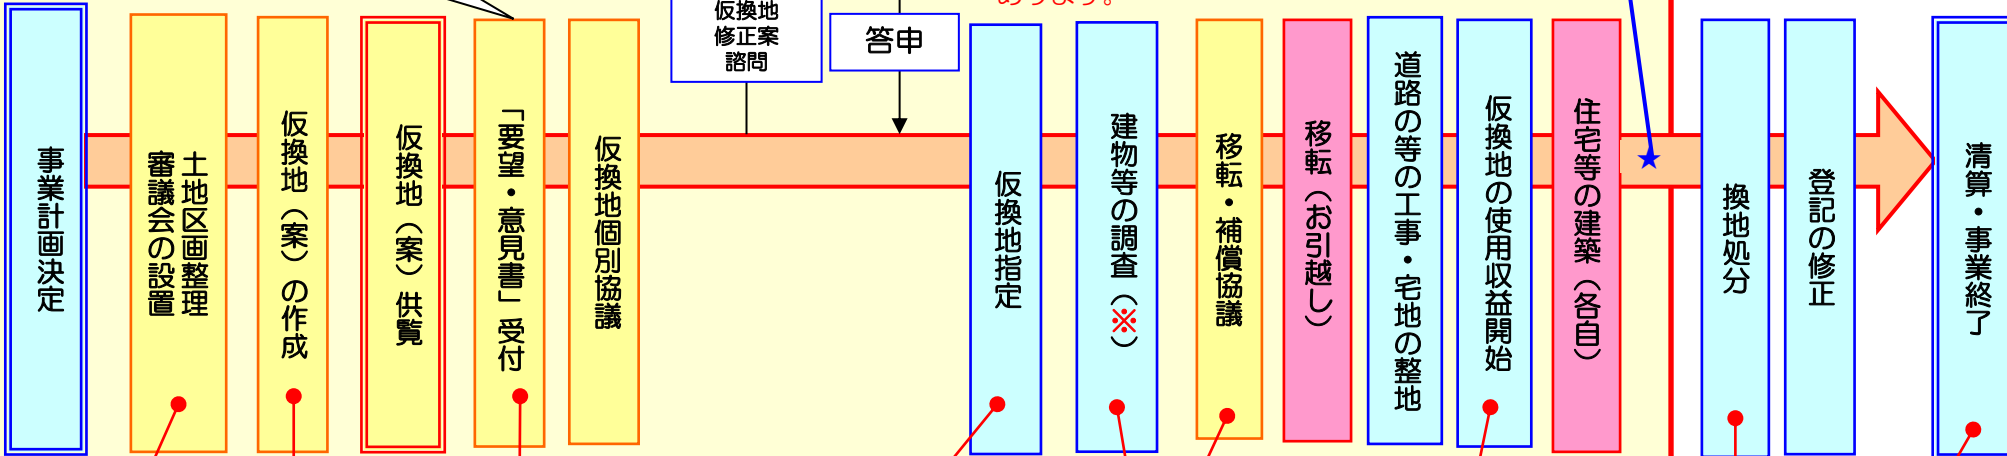 事業計画決定
土地区画整理
審議会の設置
仮換地（案）の作成
仮換地（案）供覧
「要望・意見書」受付
仮換地個別協議
仮換地
修正案
諮問
答申
あります。
仮換地指定
建物等の調査（※）
移転・補償協議
移転（お引越し）
道路の等の工事・宅地の整地
仮換地の使用収益開始
住宅等の建築（各自）
★
換地処分
登記の修正
清算・事業終了